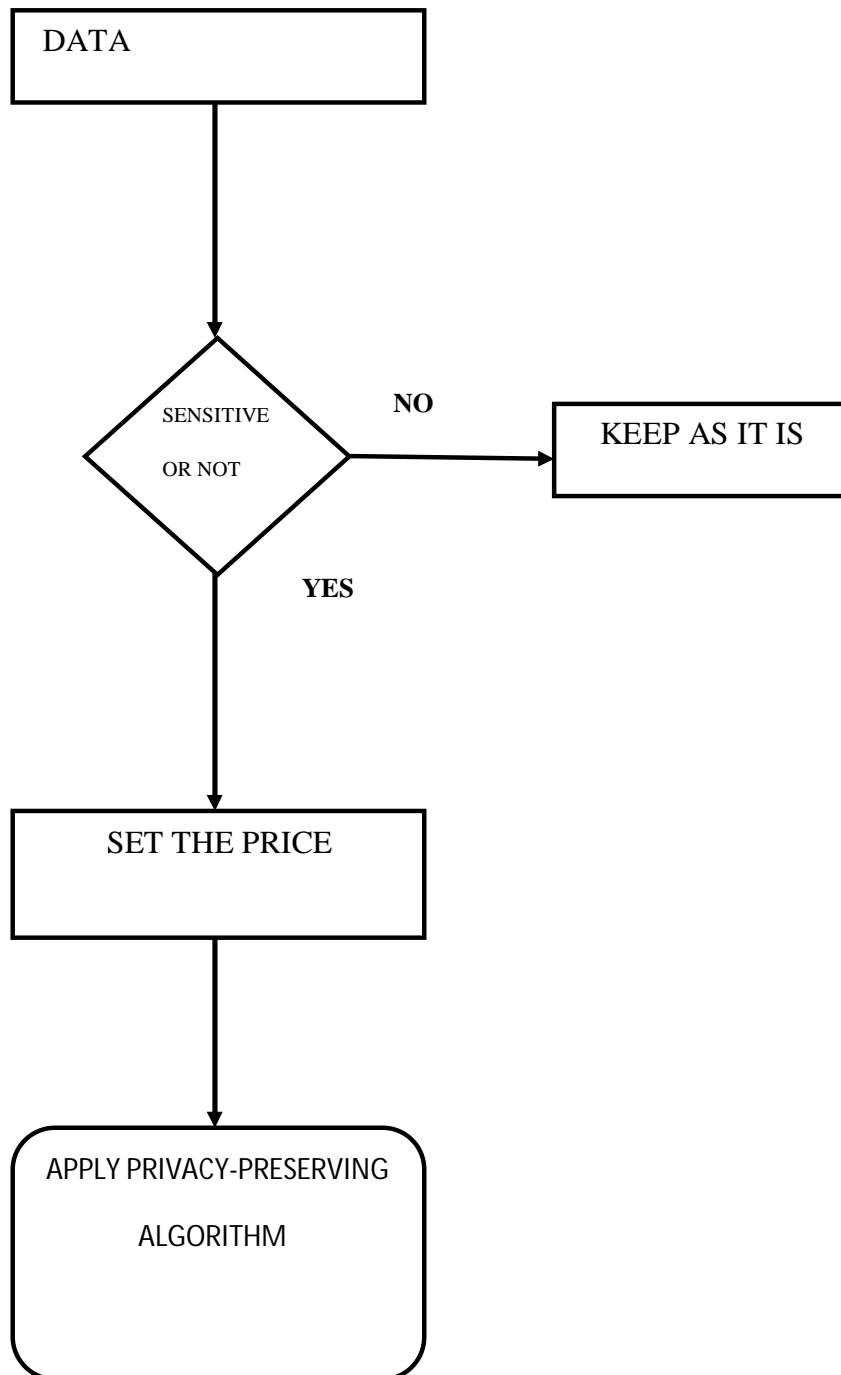 DATA
SENSITIVE
OR NOT
NO
KEEP AS IT IS
YES
SET THE PRICE
APPLY PRIVACY-PRESERVING
ALGORITHM